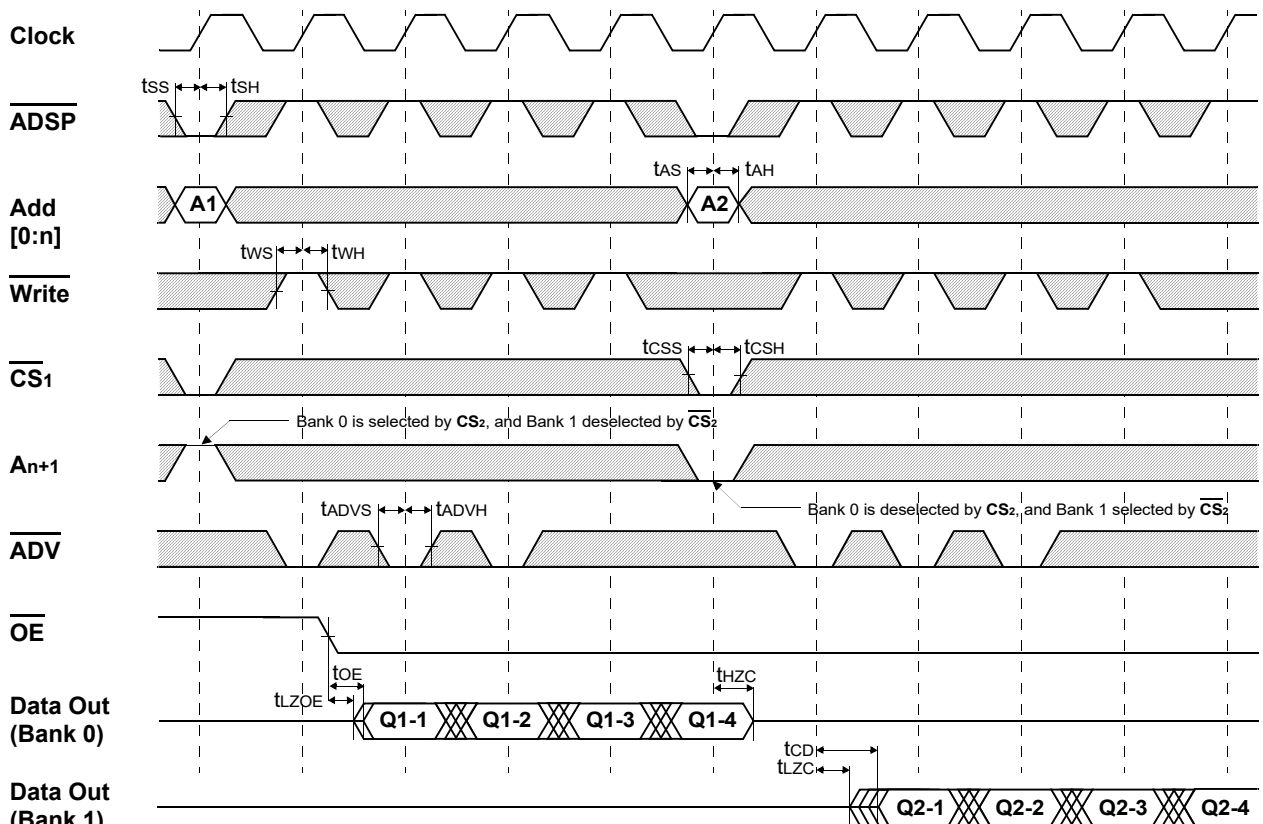 Clock
tSS tSH
ADSP
tAS tAH
Add
[0:n]
A1 A2
tWS tWH
Write
tCSS tCSH
CS1
Bank 0 is selected by CS2, and Bank 1 deselected by CS2
An+1
tADVS tADVH
Bank 0 is deselected by CS2, and Bank 1 selected by CS2
ADV
OE
tOE tHZC
tLZOE
Data Out
(Bank 0)
Q1-1 Q1-2 Q1-3 Q1-4
tCD
tLZC
Data Out
(Bank 1)
Q2-1 Q2-2 Q2-3 Q2-4